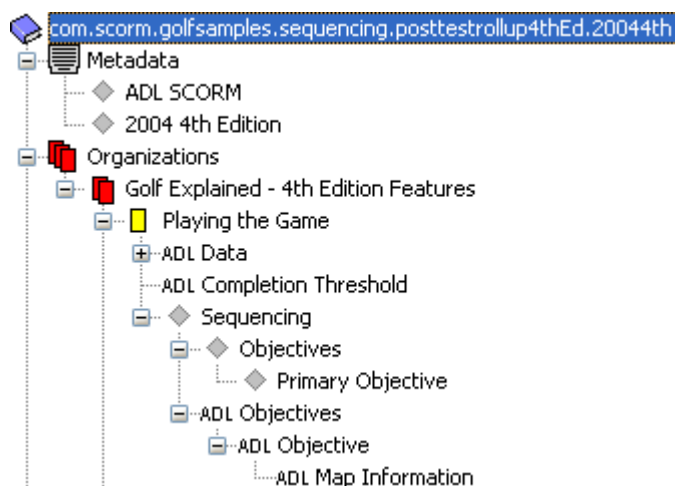 com.scorm.golfsamples.sequencing.posttestrollup4thEd.20044th
Metadata
ADL SCORM
2004 4th Edition
Organizations
Golf Explained - 4th Edition Features
Playing the Game
ADL Data
ADL Completion Threshold
Sequencing
Objectives
Primary Objective
ADL Objectives
ADL Objective
ADL Map Information